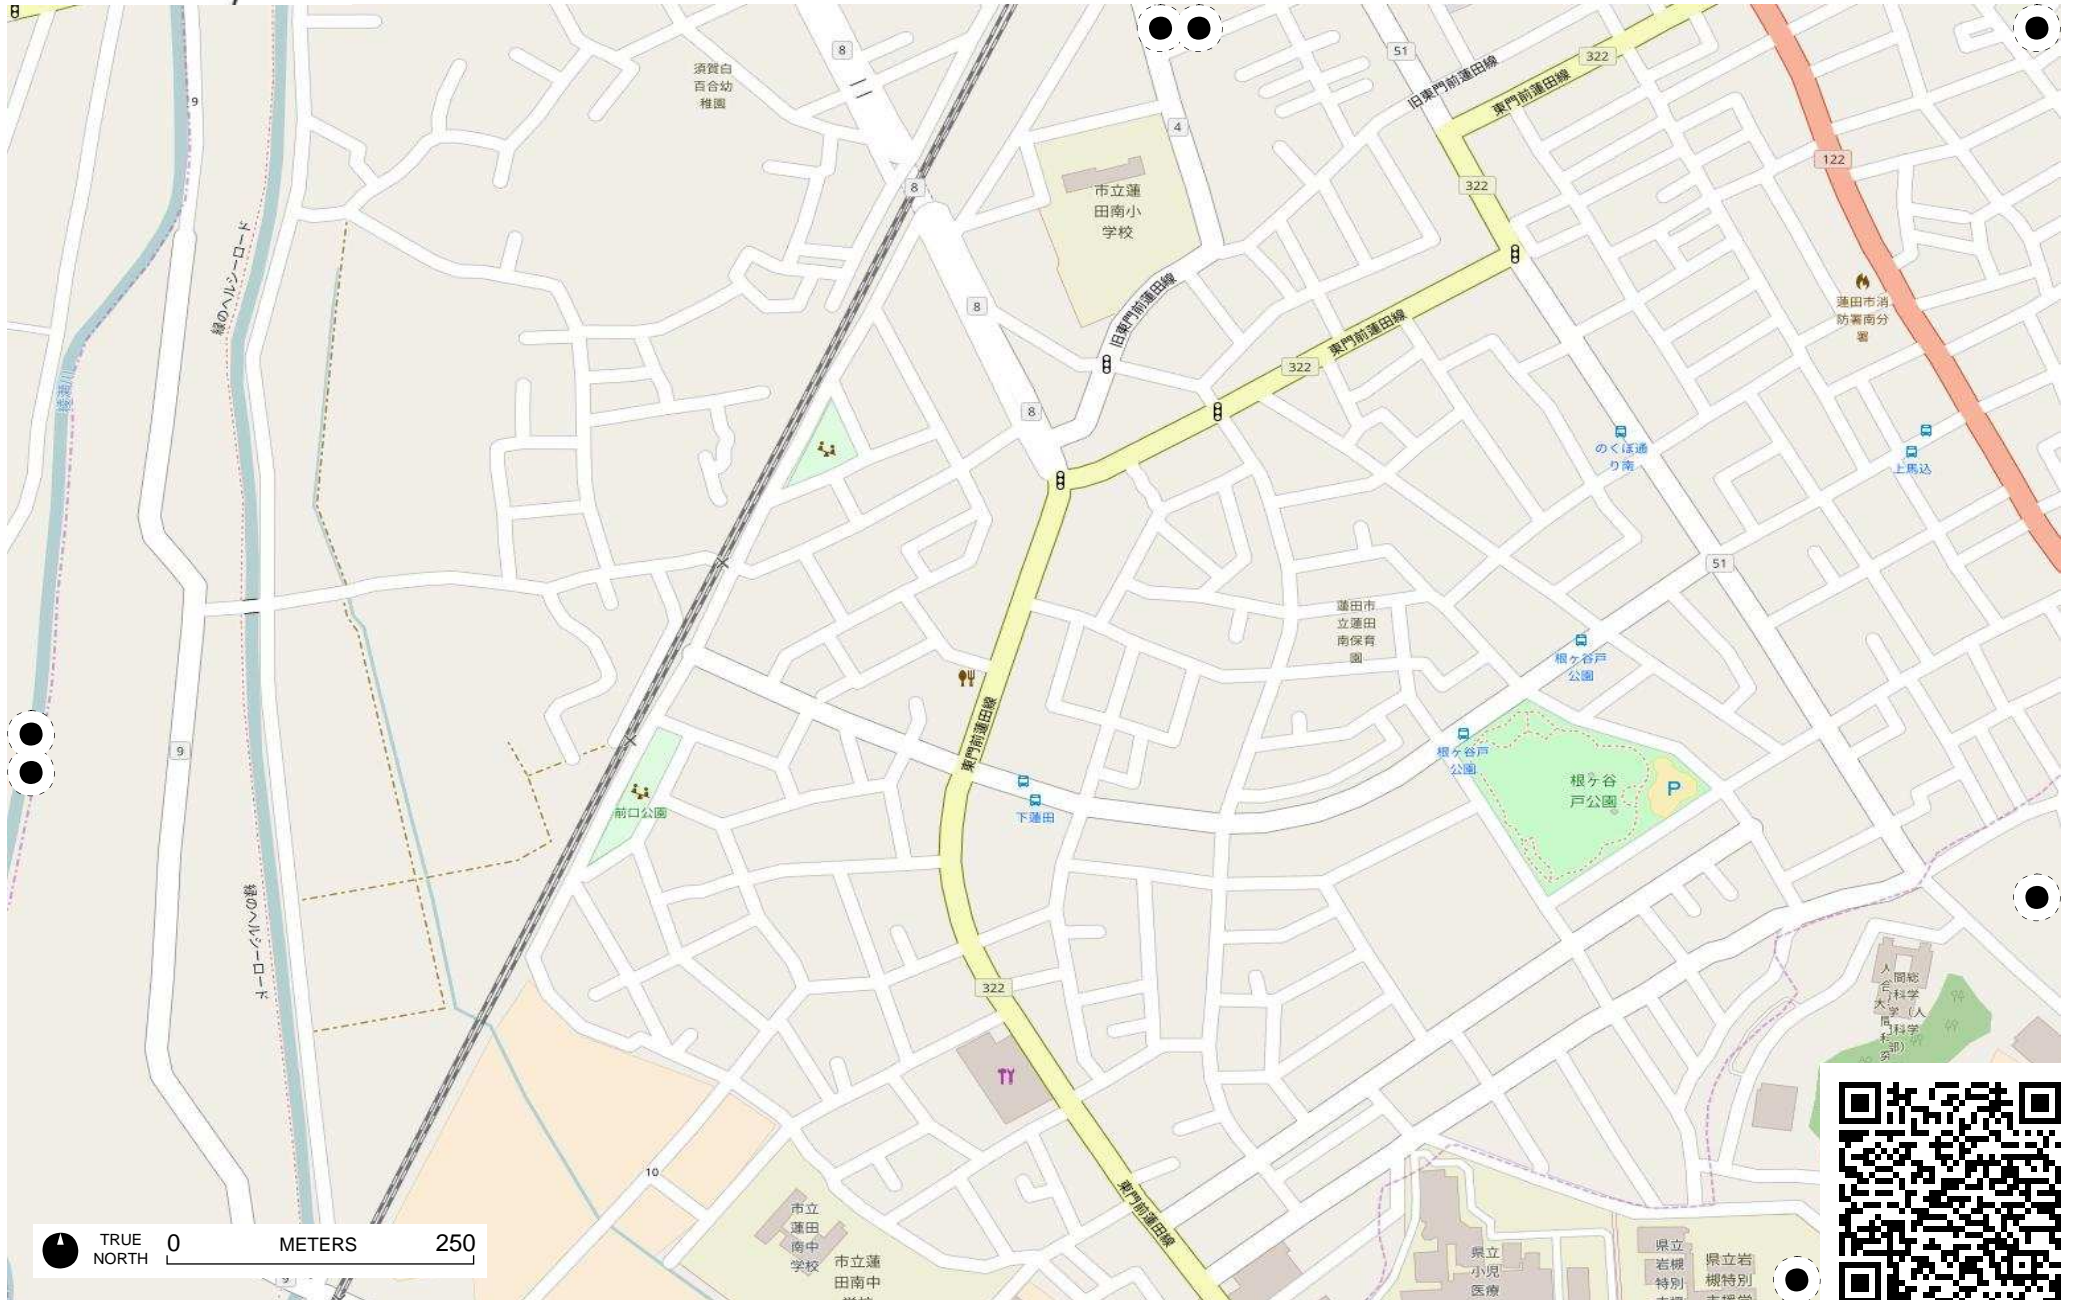 8
51
322
旧東門前蓮田線
東門前蓮田線
須賀白
百合幼
稚園
9
4
122
8
市立蓮
田南小
学校
322
緑のヘルシーロード
8
旧東門前蓮田線
東門前蓮田線
322
蓮田市消
防署南分
署
綾瀬川
8
のくぼ通
り南
上馬込
51
蓮田市
立蓮田
南保育
園
根ヶ谷戸
公園
東門前蓮田線
9
根ヶ谷戸
公園
根ヶ谷
戸公園
P
前口公園
下蓮田
緑のヘルシーロード
322
10
市立
蓮田
南中
学校
市立蓮
田南中
東門前蓮田線
県立
小児
医療
県立
岩槻
特別
県立岩
槻特別
TRUE
NORTH
0
METERS
250
9